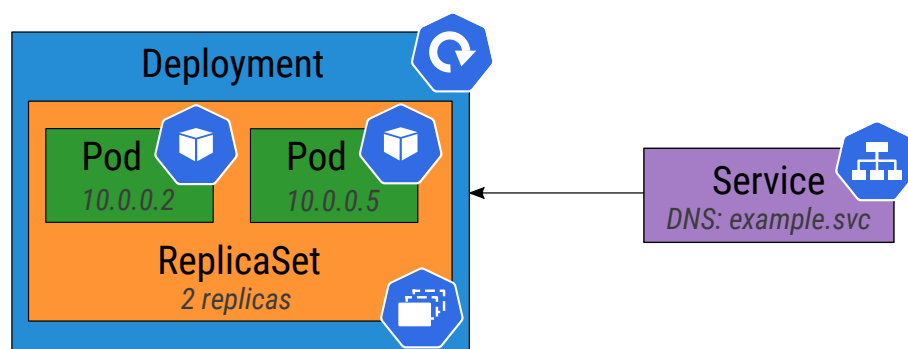 Deployment
Pod
10.0.0.2
Pod
10.0.0.5
ReplicaSet
2 replicas
Service
DNS: example.svc